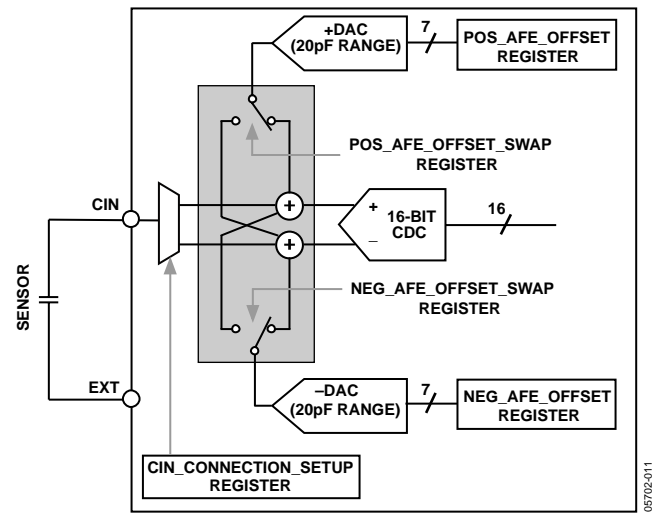 +DAC
(20pF RANGE)
7
POS_AFE_OFFSET
REGISTER
POS_AFE_OFFSET_SWAP
REGISTER
CIN
+
+
16-BIT
CDC
16
+
–
SENSOR
NEG_AFE_OFFSET_SWAP
REGISTER
EXT
–DAC
(20pF RANGE)
7
NEG_AFE_OFFSET
REGISTER
CIN_CONNECTION_SETUP
REGISTER
05702-011